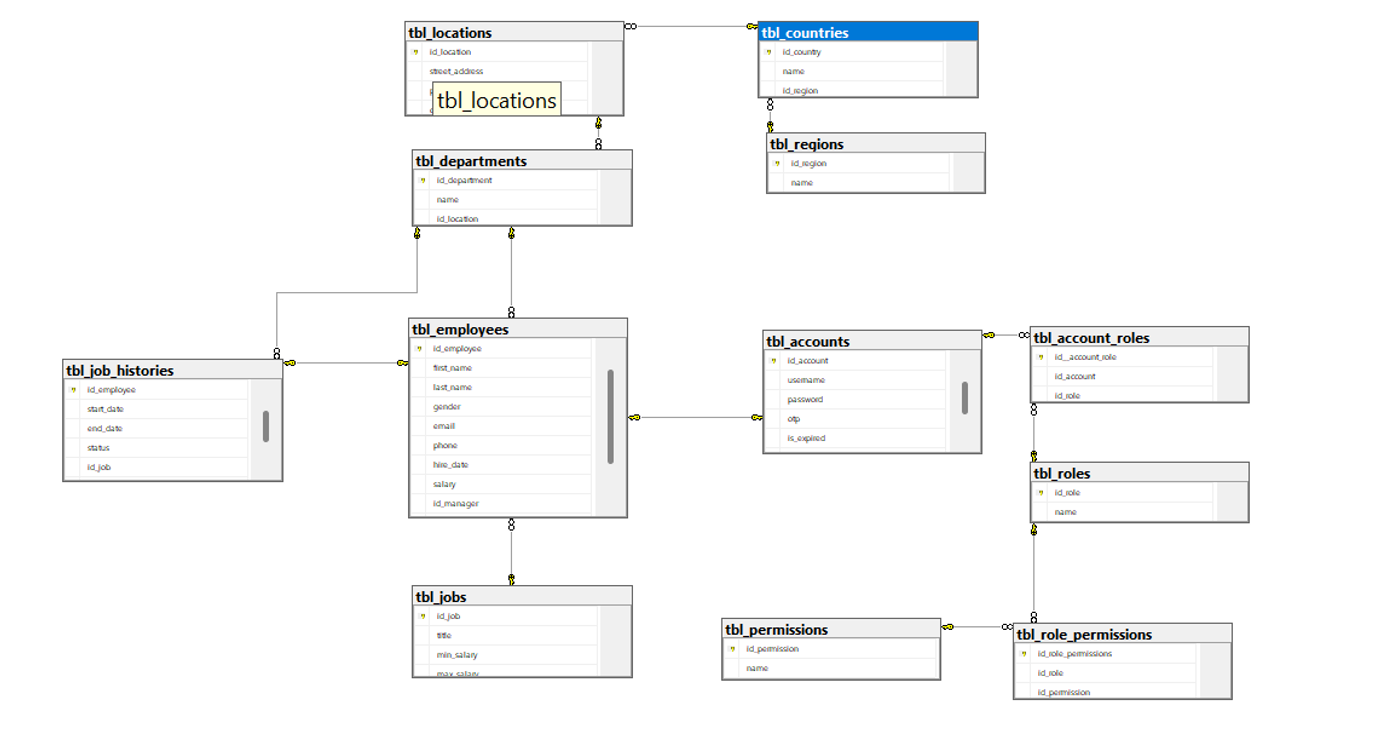 tbl_locations
id_location
street_address
tbl_locations
tbl_countries
id_country
name
id_region
tbl_regions
id_region
name
tbl_departments
id_department
name
id_location
tbl_employees
id_employee
first_name
last_name
gender
email
phone
hire_date
salary
id_manager
tbl_job_histories
id_employee
start_date
end_date
status
id_job
tbl_accounts
id_account
username
password
otp
is_expired
tbl_account_roles
id__account_role
id_account
id_role
tbl_roles
id_role
name
tbl_jobs
id_job
title
min_salary
max_salary
tbl_permissions
id_permission
name
tbl_role_permissions
id_role_permissions
id_role
id_permission